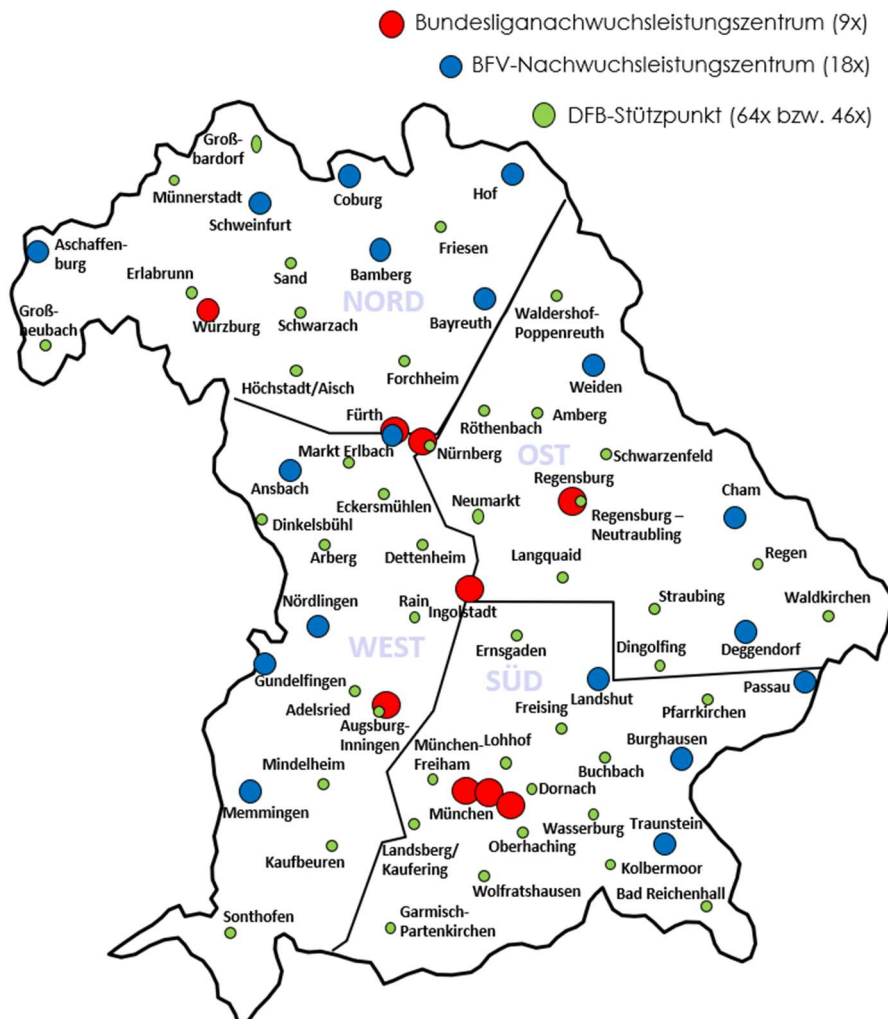 Bundesliganachwuchsleistungszentrum (9x)
BFV-Nachwuchsleistungszentrum (18x)
DFB-Stützpunkt (64x bzw. 46x)
Groß-
bardorf
Münnerstadt
Schweinfurt
Coburg
Hof
Aschaffen-
burg
Friesen
Erlabrunn
Sand
Bamberg
NORD
Groß-
neubach
Würzburg
Schwarzach
Bayreuth
Waldershof-
Poppenreuth
Höchstadt/Aisch
Forchheim
Weiden
Fürth
Röthenbach
Amberg
Markt Erlbach
Nürnberg
OST
Schwarzenfeld
Ansbach
Regensburg
Eckersmühlen
Neumarkt
Cham
Dinkelsbühl
Regensburg –
Neutraubling
Arberg
Dettenheim
Langquaid
Regen
Nördlingen
Rain
Ingolstadt
Straubing
Waldkirchen
WEST
Ernsgaden
Dingolfing
Deggendorf
Gundelfingen
SÜD
Landshut
Passau
Adelsried
Augsburg-
Inningen
Freising
Pfarrkirchen
München-
Freiham
Lohhof
Burghausen
Mindelheim
Buchbach
Dornach
Memmingen
München
Wasserburg
Traunstein
Kaufbeuren
Landsberg/
Kaufering
Oberhaching
Kolbermoor
Wolfratshausen
Bad Reichenhall
Sonthofen
Garmisch-
Partenkirchen